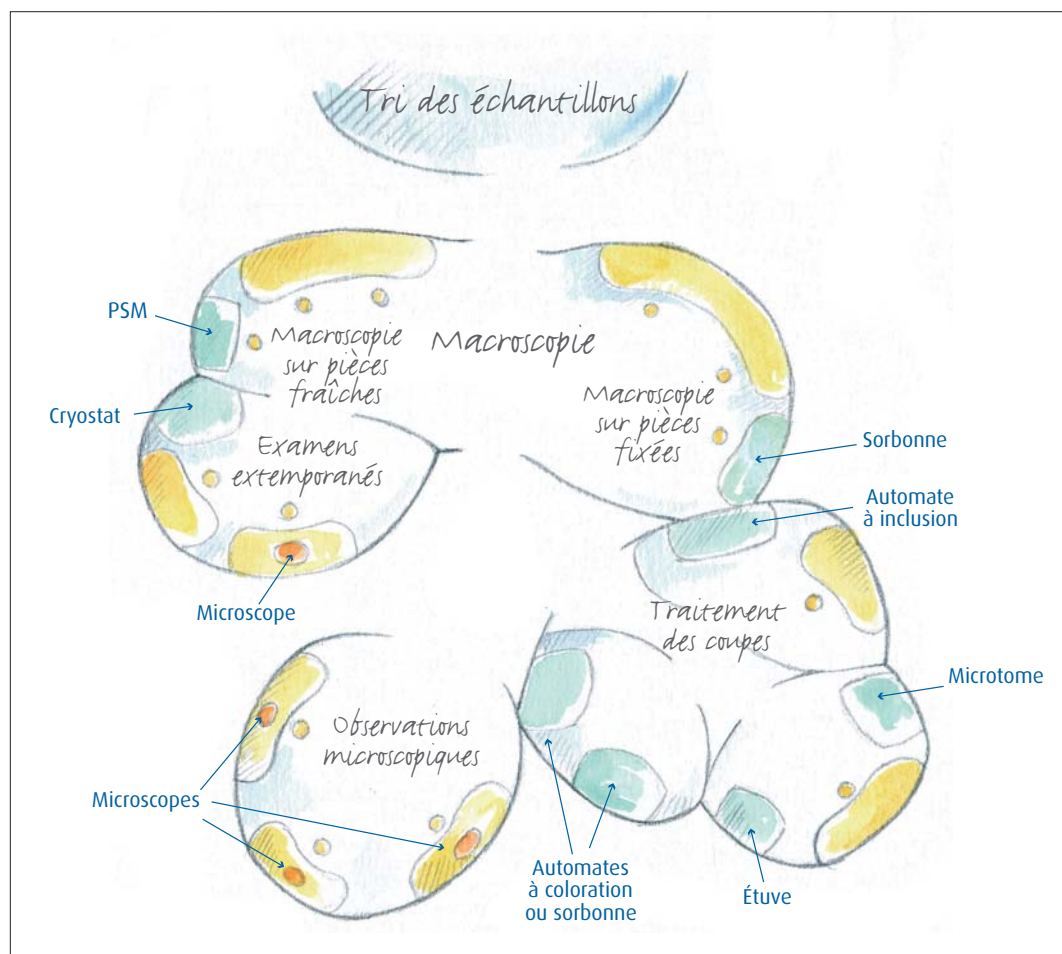 Tri des échantillons
PSM
Macroscopie
sur pièces
fraîches
Macroscopie
Macroscopie
sur pièces
fixées
Cryostat
Examens
extemporanés
Sorbonne
Automate
à inclusion
Microscope
Traitement
des coupes
Microtome
Observations
microscopiques
Microscopes
Automates
à coloration
ou sorbonne
Étuve